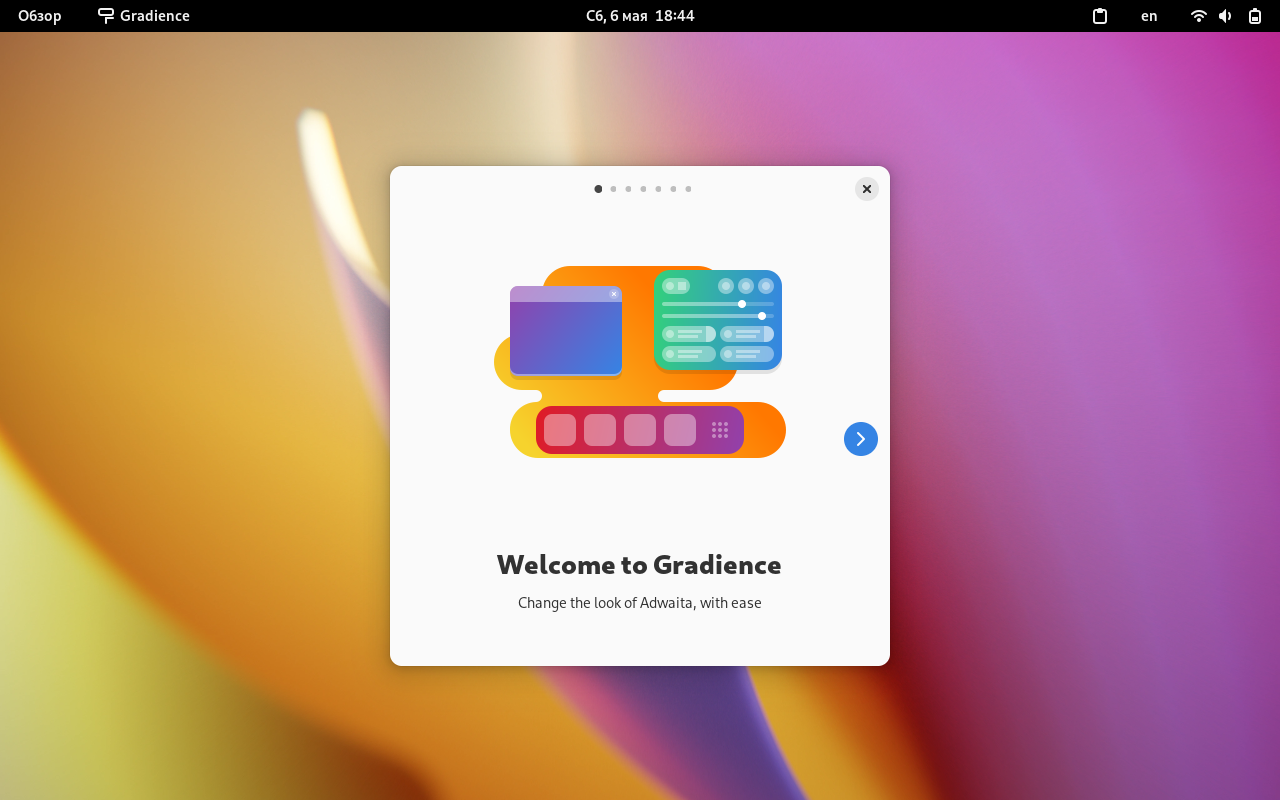 Обзор
Gradience
Сб, 6 мая 18:44
en
Welcome to Gradience
Change the look of Adwaita, with ease